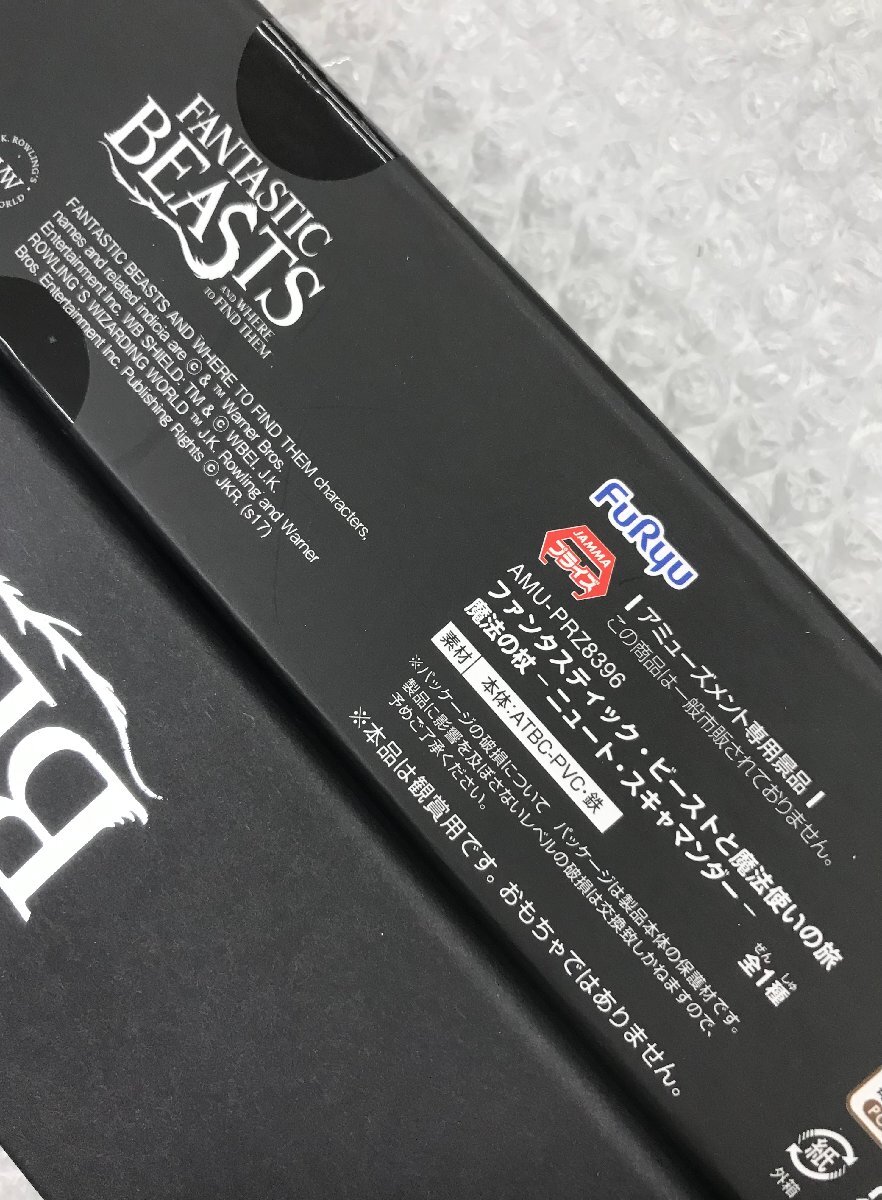 K. ROWLING'S
FANTASTIC
BEASTS
AND WHERE
TO FIND THEM
FANTASTIC BEASTS AND WHERE TO FIND THEM characters,
names and related indicia are © & ™ Warner Bros.
Entertainment Inc. WB SHIELD: TM & © WBEI. J.K.
ROWLING'S WIZARDING WORLD ™ J.K. Rowling and Warner
Bros. Entertainment Inc. Publishing Rights © JKR. (s17)
FuRyu
JAMMA
プライズ
アミューズメント専用景品
この商品は一般市販されておりません。
AMU-PRZ8396
ファンタスティック・ビーストと魔法使いの旅
魔法の杖 −ニュート・スキャマンダー−
ぜん しゅ
全1種
素材 本体:ATBC-PVC・鉄
※パッケージの破損について パッケージは製品本体の保護材です。
製品に影響を及ぼさないレベルの破損は交換致しかねますので、
予めご了承ください。
※本品は観賞用です。おもちゃではありません。
紙
外箱